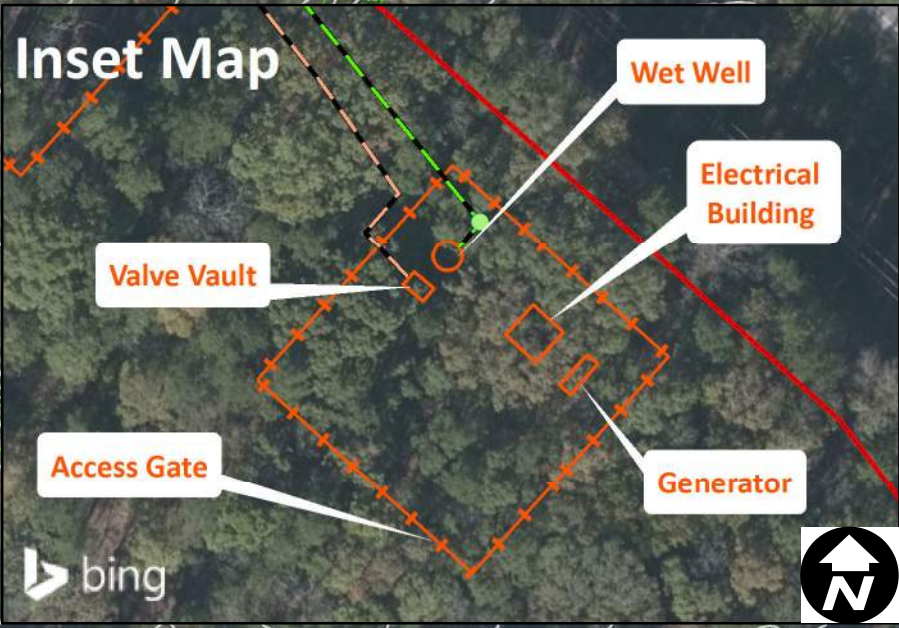 Inset Map
Wet Well
Electrical
Building
Valve Vault
Access Gate
Generator
bing
N